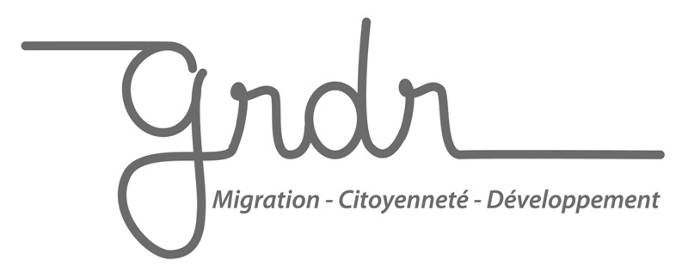 grdr
Migration - Citoyenneté - Développement